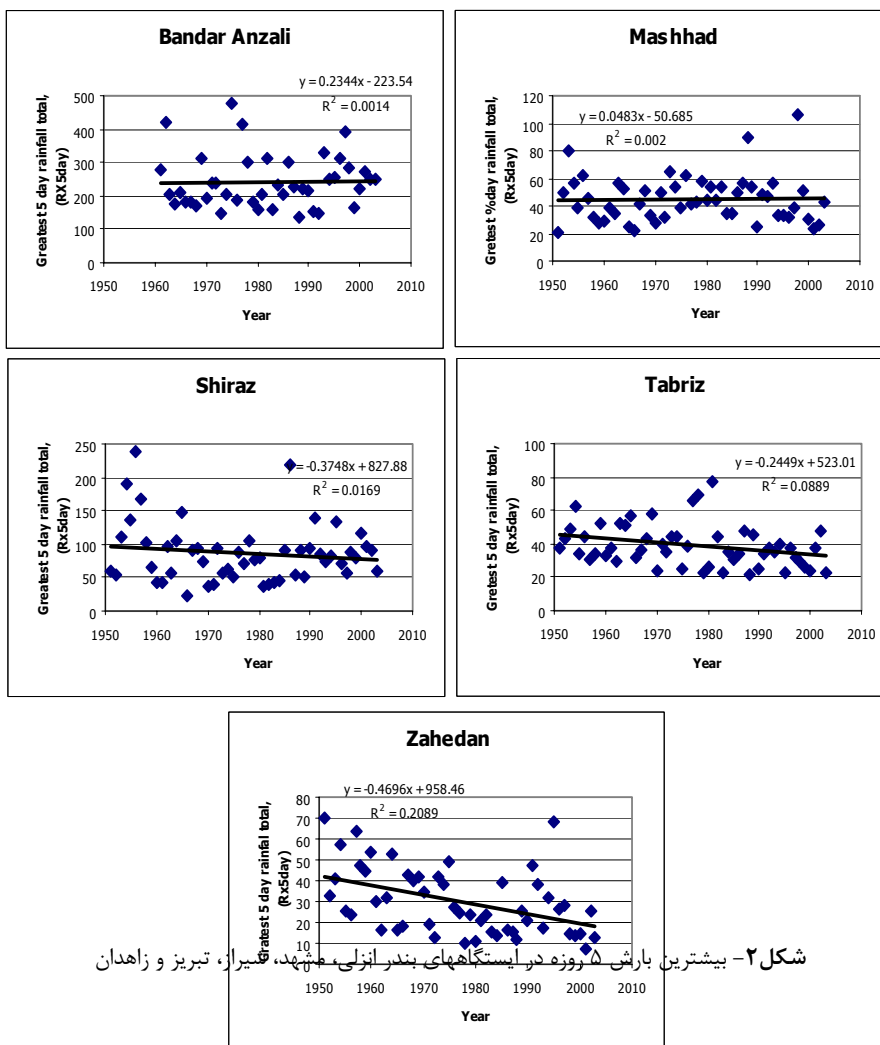 Bandar Anzali
y = 0.2344x - 223.54
R² = 0.0014
Greatest 5 day rainfall total,
(RX5day)
500
400
300
200
100
0
1950 1960 1970 1980 1990 2000 2010
Year
Mashhad
y = 0.0483x - 50.685
R² = 0.002
Gretest %day rainfall total,
(Rx5day)
120
100
80
60
40
20
0
1950 1960 1970 1980 1990 2000 2010
Year
Shiraz
y = -0.3748x + 827.88
R² = 0.0169
Greatest 5 day rainfall total,
(Rx5day)
250
200
150
100
50
0
1950 1960 1970 1980 1990 2000 2010
Year
Tabriz
y = -0.2449x + 523.01
R² = 0.0889
Gretest 5 day rainfall total,
(Rx5day)
100
80
60
40
20
0
1950 1960 1970 1980 1990 2000 2010
Year
Zahedan
y = -0.4696x + 958.46
R² = 0.2089
Gratest 5 day rainfal total,
(Rx5day)
80
70
60
50
40
30
20
10
0
شکل۲- بیشترین بارش ۵ روزه در ایستگاههای بندر انزلی، مشهد، شیراز، تبریز و زاهدان
1950 1960 1970 1980 1990 2000 2010
Year